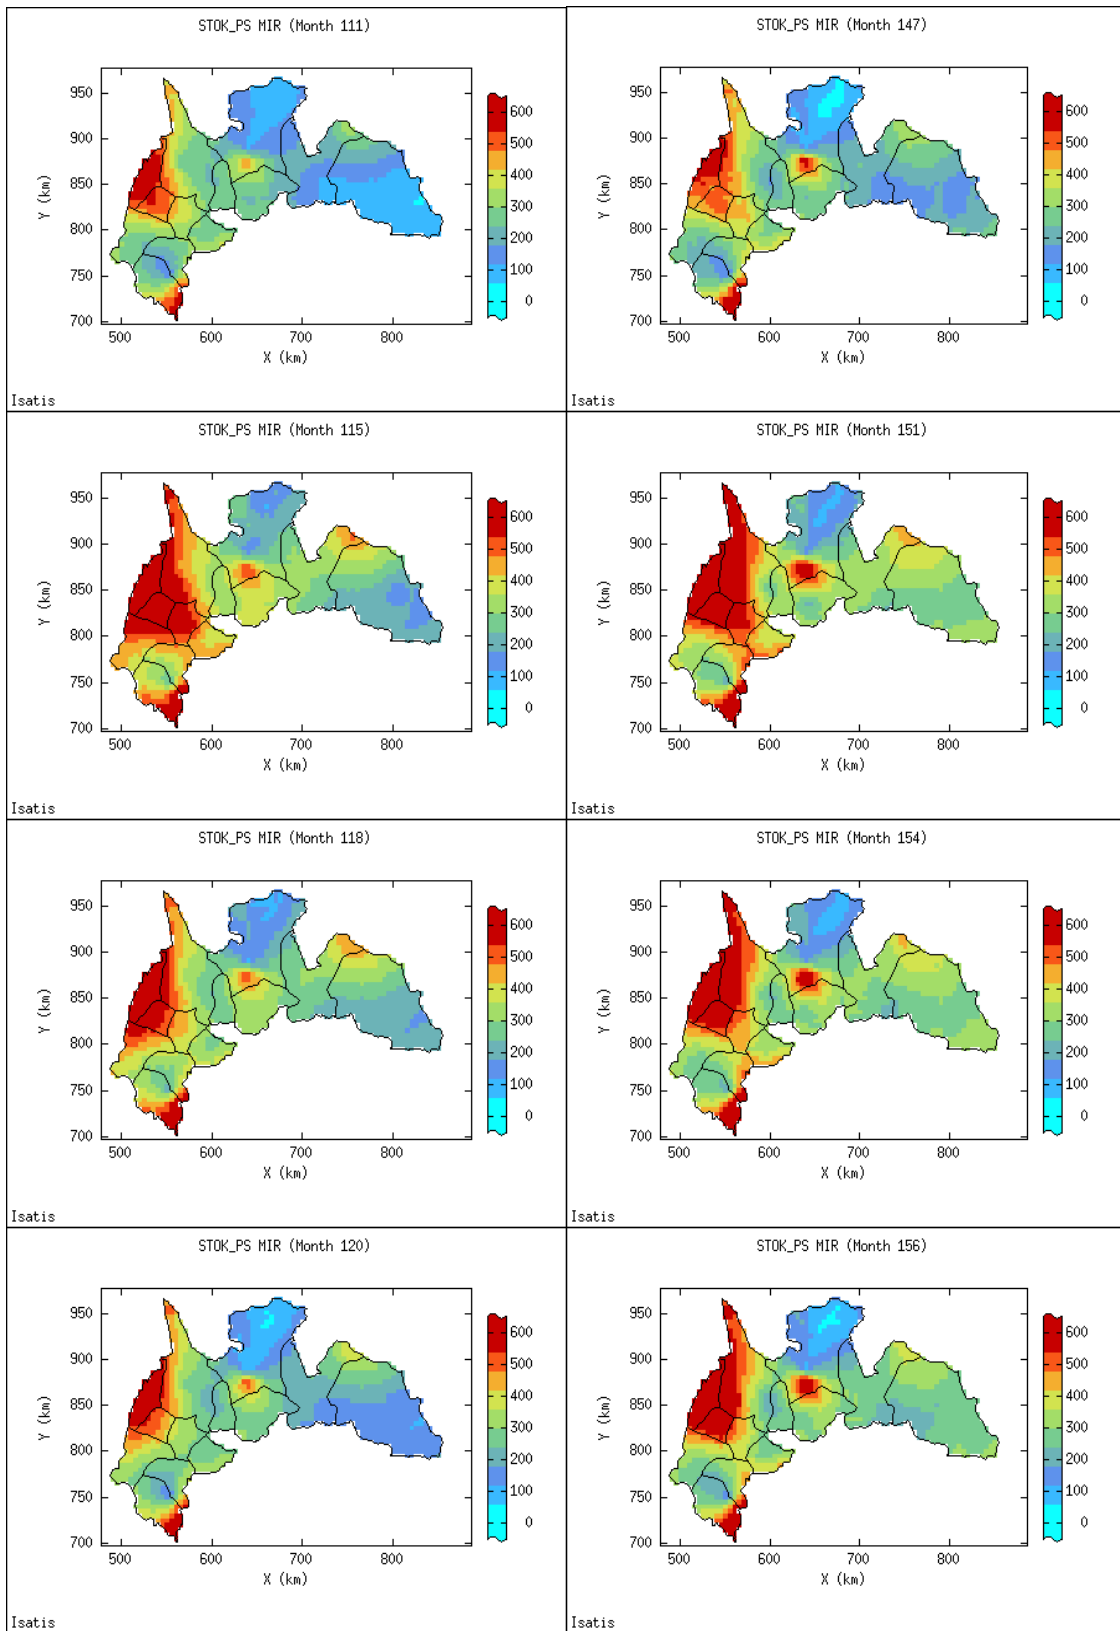 STOK_PS MIR (Month 111)
Y (km)
950
900
850
800
750
700
500 600 700 800
X (km)
600
500
400
300
200
100
0
Isatis
STOK_PS MIR (Month 147)
Y (km)
950
900
850
800
750
700
500 600 700 800
X (km)
600
500
400
300
200
100
0
STOK_PS MIR (Month 115)
Y (km)
950
900
850
800
750
700
500 600 700 800
X (km)
600
500
400
300
200
100
0
Isatis
STOK_PS MIR (Month 151)
Y (km)
950
900
850
800
750
700
500 600 700 800
X (km)
600
500
400
300
200
100
0
Isatis
STOK_PS MIR (Month 118)
Y (km)
950
900
850
800
750
700
500 600 700 800
X (km)
600
500
400
300
200
100
0
Isatis
STOK_PS MIR (Month 154)
Y (km)
950
900
850
800
750
700
500 600 700 800
X (km)
600
500
400
300
200
100
0
Isatis
STOK_PS MIR (Month 120)
Y (km)
950
900
850
800
750
700
500 600 700 800
X (km)
600
500
400
300
200
100
0
Isatis
STOK_PS MIR (Month 156)
Y (km)
950
900
850
800
750
700
500 600 700 800
X (km)
600
500
400
300
200
100
0
Isatis